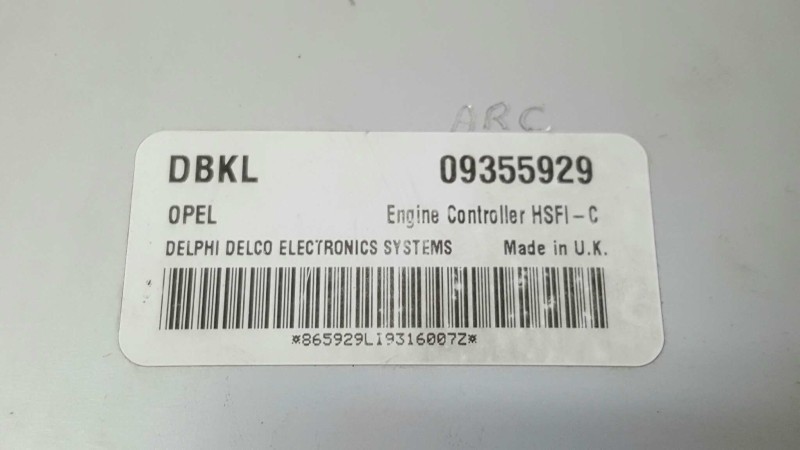 ARC
DBKL 09355929
OPEL Engine Controller HSFI-C
DELPHI DELCO ELECTRONICS SYSTEMS Made in U.K.
*865929LI9316007Z*